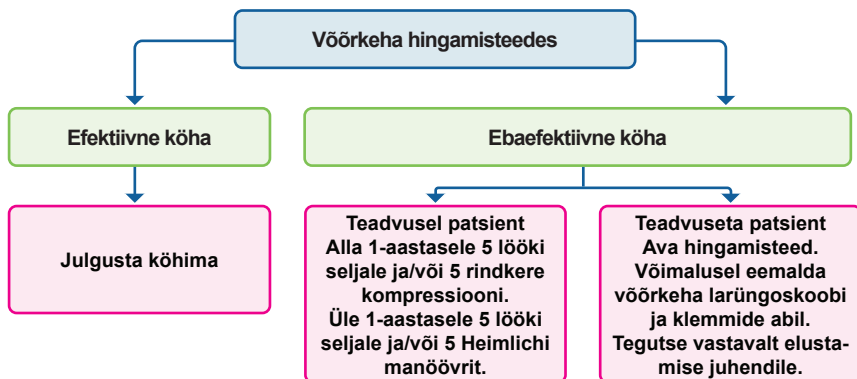 Võõrkeha hingamisteedes
Efektiivne köha
Ebaefektiivne köha
Julgusta köhima
Teadvusel patsient
Alla 1-aastasele 5 lööki
seljale ja/või 5 rindkere
kompressiooni.
Üle 1-aastasele 5 lööki
seljale ja/või 5 Heimlichi
manöövrit.
Teadvuseta patsient
Ava hingamisteed.
Võimalusel eemalda
võõrkeha larüngoskoobi
ja klemmide abil.
Tegutse vastavalt elusta-
mise juhendile.